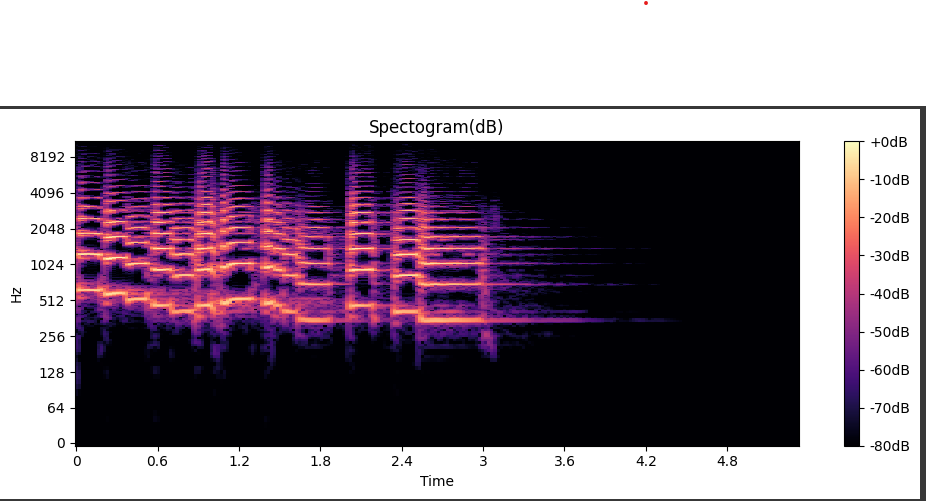 Spectogram(dB)
8192
4096
2048
1024
512
256
128
64
0
Hz
0 0.6 1.2 1.8 2.4 3 3.6 4.2 4.8
Time
+0dB
-10dB
-20dB
-30dB
-40dB
-50dB
-60dB
-70dB
-80dB